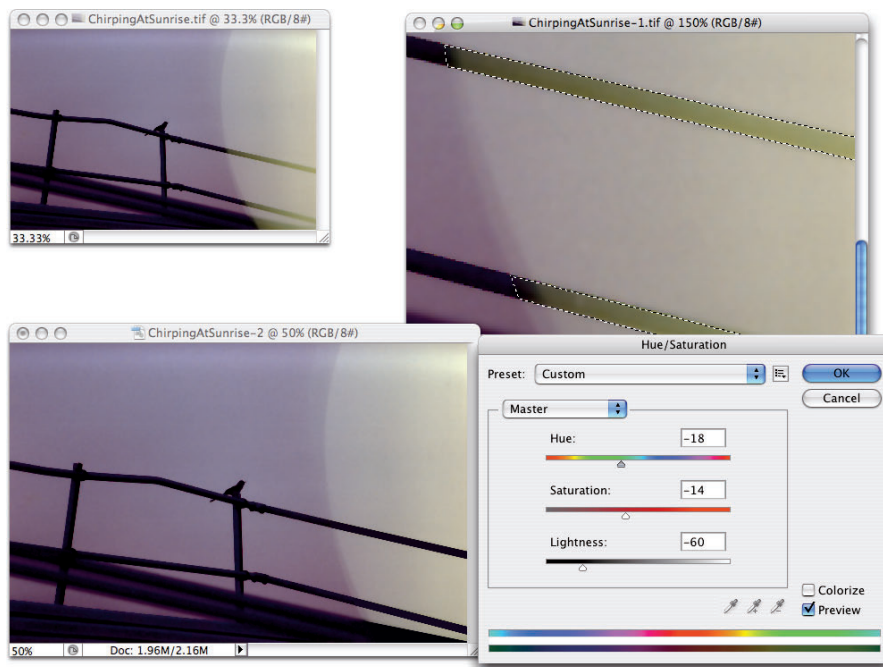 ChirpingAtSunrise.tif @ 33.3% (RGB/8#)
33.33%
ChirpingAtSunrise-1.tif @ 150% (RGB/8#)
ChirpingAtSunrise-2 @ 50% (RGB/8#)
50%
Doc: 1.96M/2.16M
Hue/Saturation
Preset: Custom
OK
Cancel
Master
Hue: -18
Saturation: -14
Lightness: -60
Colorize
Preview